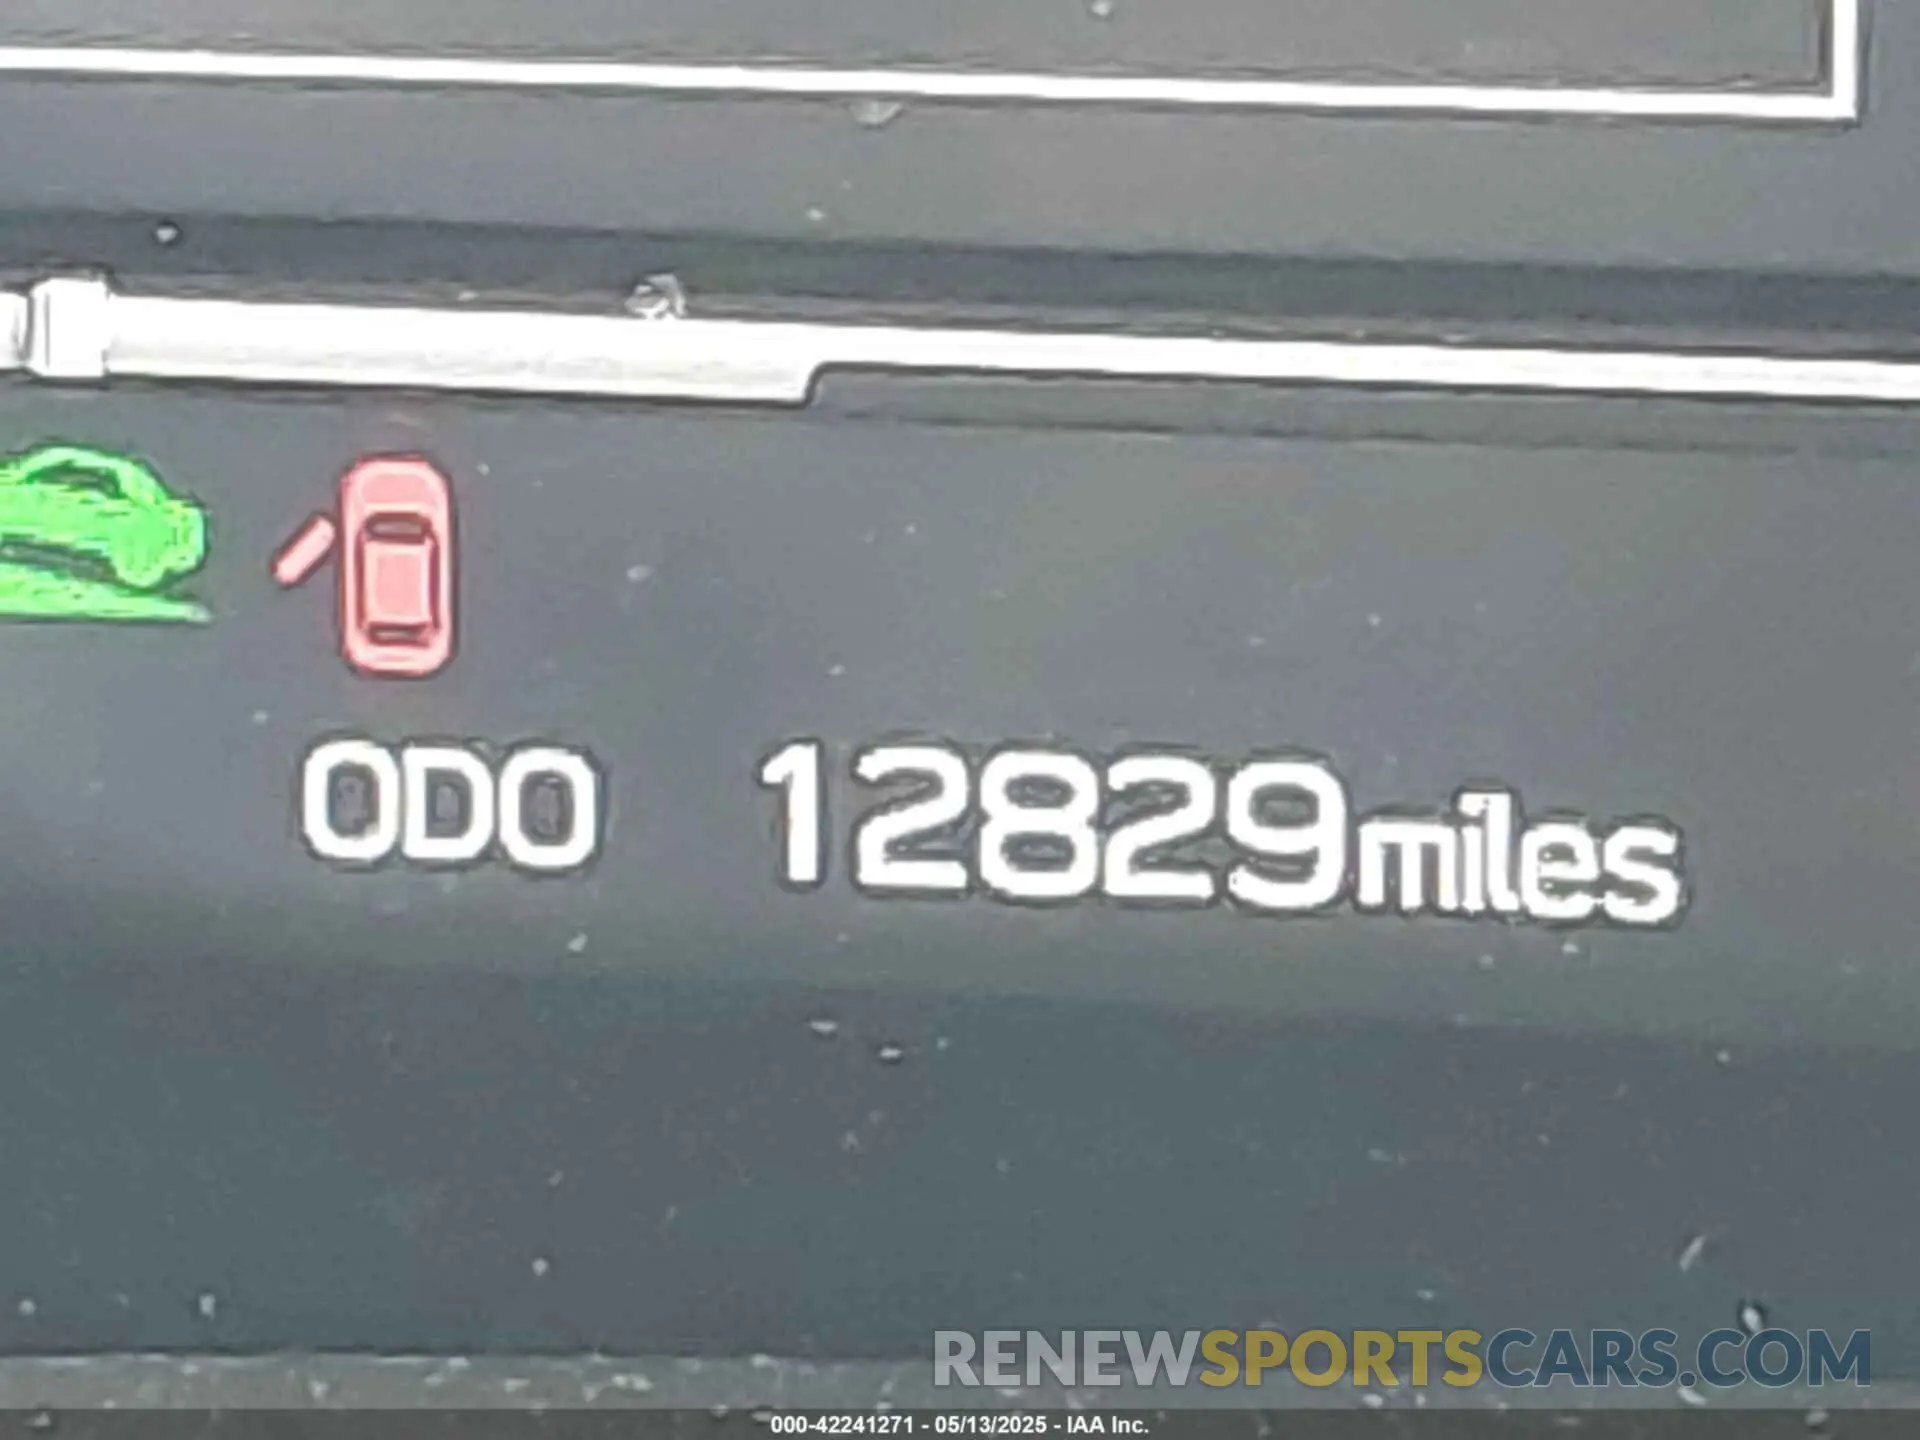 ODO 12829miles
RENEWSPORTSCARS.COM
000-42241271 - 05/13/2025 - IAA Inc.